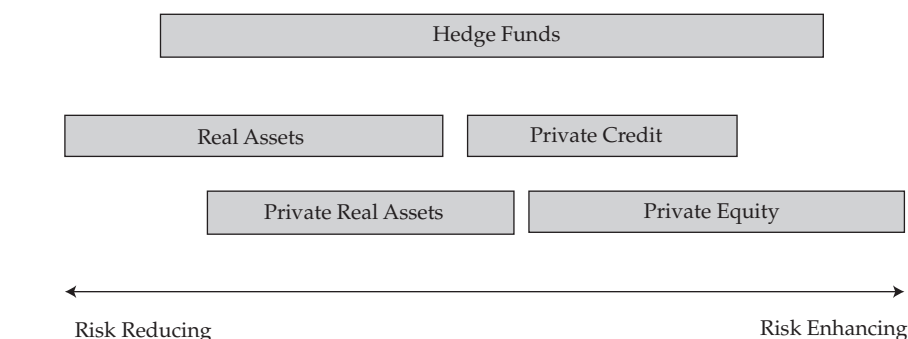 Hedge Funds
Real Assets
Private Credit
Private Real Assets
Private Equity
Risk Reducing
Risk Enhancing